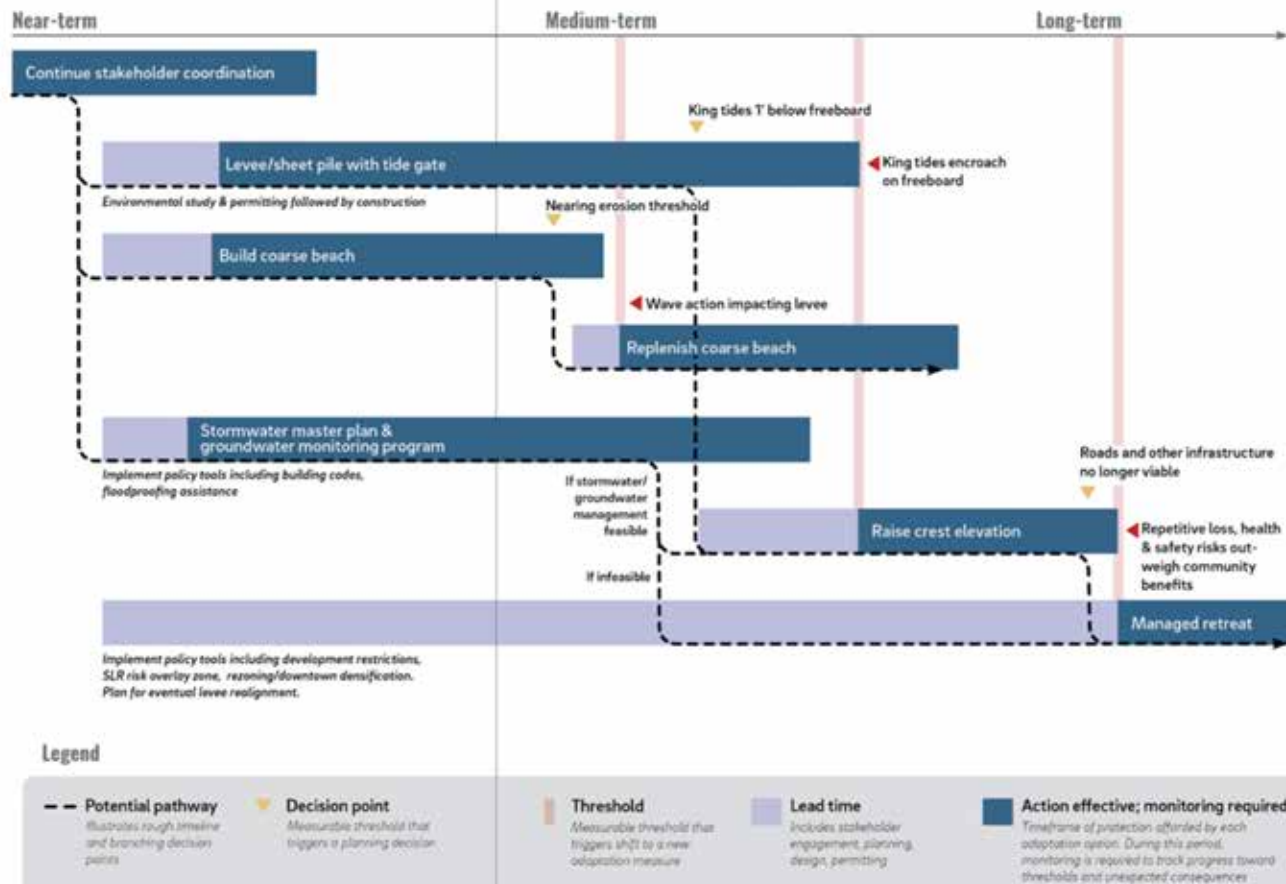 Near-term
Medium-term
Long-term
Continue stakeholder coordination
King tides 1' below freeboard
Levee/sheet pile with tide gate
King tides encroach
on freeboard
Environmental study & permitting followed by construction
Nearing erosion threshold
Build coarse beach
Wave action impacting levee
Replenish coarse beach
Stormwater master plan &
groundwater monitoring program
Implement policy tools including building codes,
floodproofing assistance
If stormwater/
groundwater
management
feasible
Roads and other infrastructure
no longer viable
Raise crest elevation
Repetitive loss, health
& safety risks out-
weigh community
benefits
If infeasible
Managed retreat
Implement policy tools including development restrictions,
SLR risk overlay zone, rezoning/downtown densification.
Plan for eventual levee realignment.
Legend
Potential pathway
Illustrates rough timeline
and branching decision
points
Decision point
Measurable threshold that
triggers a planning decision
Threshold
Measurable threshold that
triggers shift to a new
adaptation measure
Lead time
Includes stakeholder
engagement, planning,
design, permitting
Action effective; monitoring required
Timeframe of protection afforded by each
adaptation option. During this period,
monitoring is required to track progress toward
thresholds and unexpected consequences